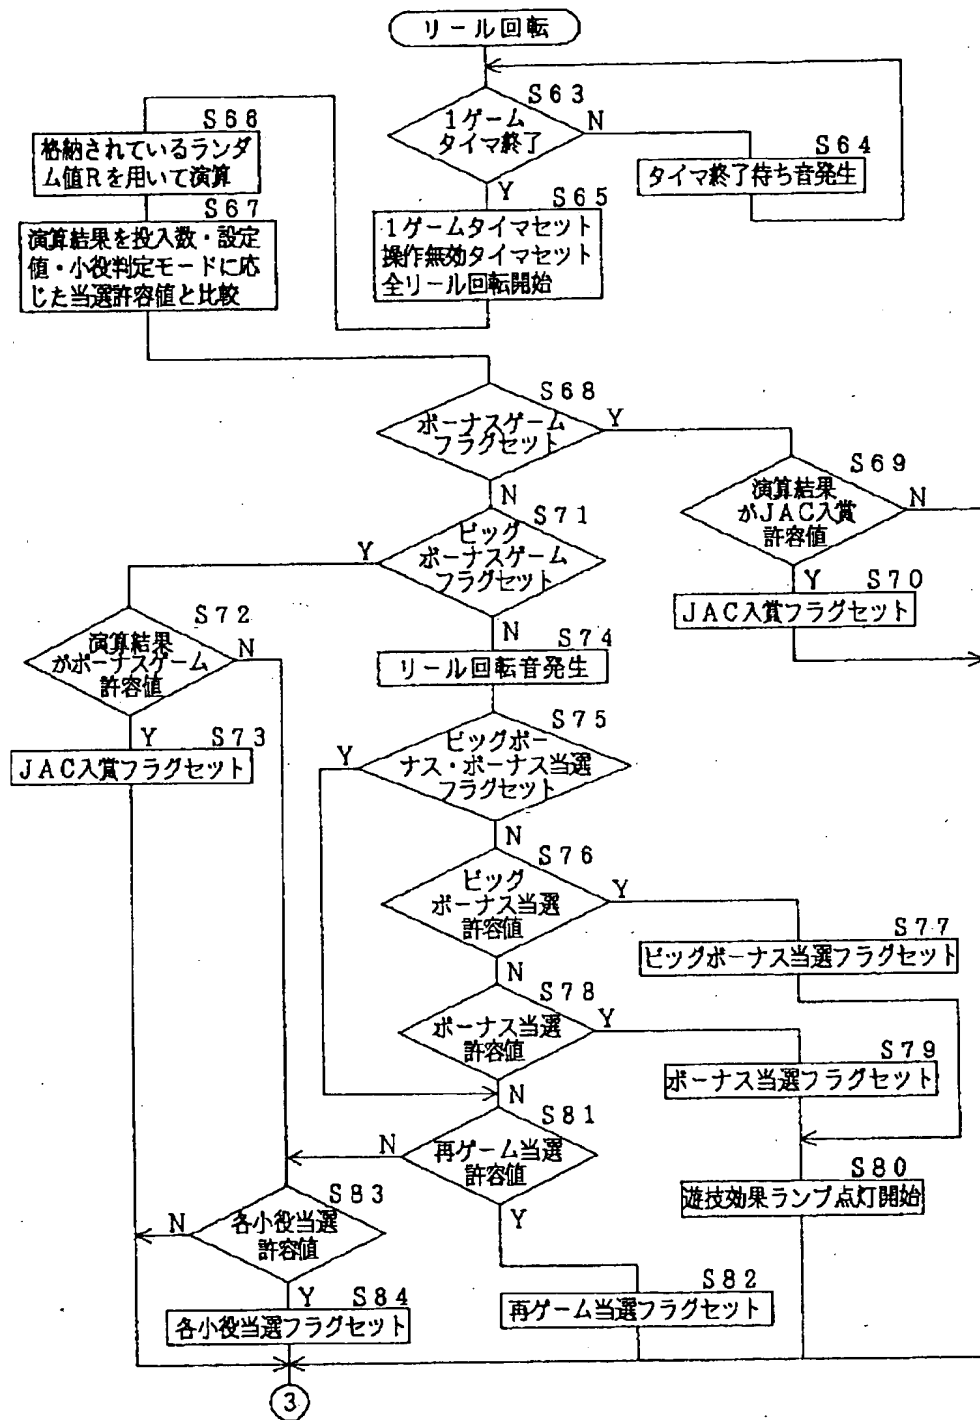 リール回転
S63
1ゲーム
タイマ終了
N
Y
S64
タイマ終了待ち音発生
S65
1ゲームタイマセット
操作無効タイマセット
全リール回転開始
S66
格納されているランダ
ム値Rを用いて演算
S67
演算結果を投入数・設定
値・小役判定モードに応
じた当選許容値と比較
S68
ボーナスゲーム
フラグセット
Y
N
S69
演算結果
がJAC入賞
許容値
N
Y
S70
JAC入賞フラグセット
S71
ビッグ
ボーナスゲーム
フラグセット
Y
N
S72
演算結果
がボーナスゲーム
許容値
N
Y
S73
JAC入賞フラグセット
S74
リール回転音発生
S75
ビッグボー
ナス・ボーナス当選
フラグセット
Y
N
S76
ビッグ
ボーナス当選
許容値
Y
N
S77
ビッグボーナス当選フラグセット
S78
ボーナス当選
許容値
Y
N
S79
ボーナス当選フラグセット
S80
遊技効果ランプ点灯開始
S81
再ゲーム当選
許容値
N
Y
S82
再ゲーム当選フラグセット
S83
各小役当選
許容値
N
Y
S84
各小役当選フラグセット
3